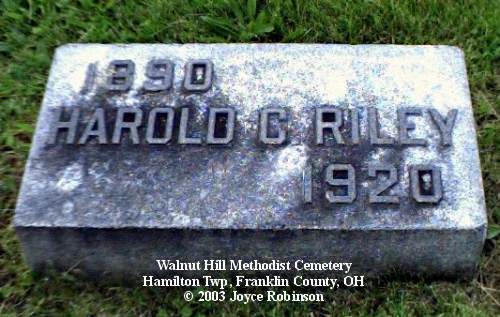 1890
HAROLD C RILEY
1920
Walnut Hill Methodist Cemetery
Hamilton Twp, Franklin County, OH
© 2003 Joyce Robinson